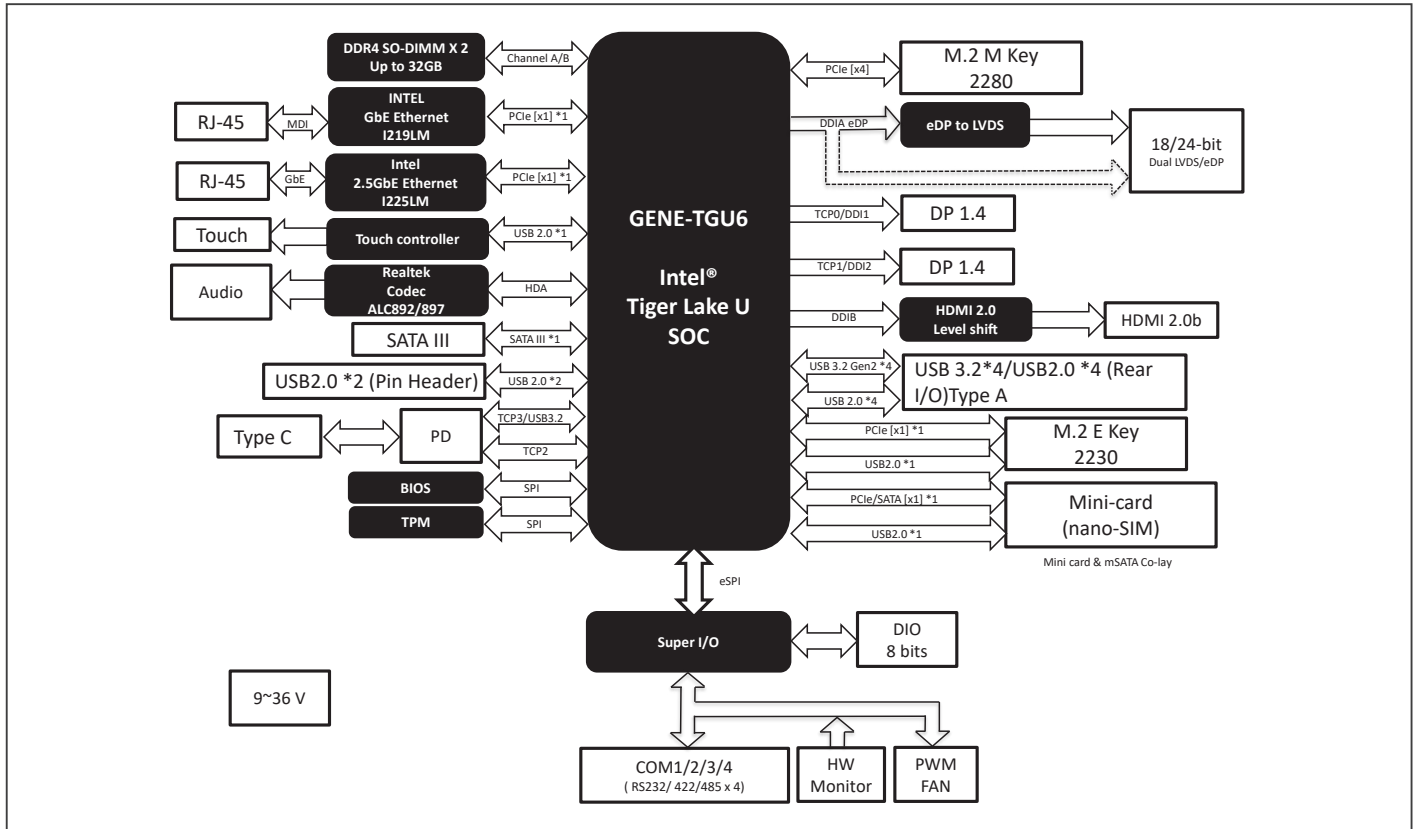 DDR4 SO-DIMM X 2
Up to 32GB
Channel A/B
RJ-45
MDI
INTEL
GbE Ethernet
I219LM
PCIe [x1] *1
RJ-45
GbE
Intel
2.5GbE Ethernet
I225LM
PCIe [x1] *1
Touch
Touch controller
USB 2.0 *1
Audio
Realtek
Codec
ALC892/897
HDA
SATA III
SATA III *1
USB2.0 *2 (Pin Header)
USB 2.0 *2
Type C
PD
TCP3/USB3.2
TCP2
BIOS
SPI
TPM
SPI
GENE-TGU6
Intel®
Tiger Lake U
SOC
PCIe [x4]
M.2 M Key
2280
DDIA eDP
eDP to LVDS
18/24-bit
Dual LVDS/eDP
TCP0/DDI1
DP 1.4
TCP1/DDI2
DP 1.4
DDIB
HDMI 2.0
Level shift
HDMI 2.0b
USB 3.2 Gen2 *4
USB 2.0 *4
USB 3.2*4/USB2.0 *4 (Rear
I/O)Type A
PCIe [x1] *1
USB2.0 *1
M.2 E Key
2230
PCIe/SATA [x1] *1
USB2.0 *1
Mini-card
(nano-SIM)
Mini card & mSATA Co-lay
eSPI
Super I/O
DIO
8 bits
9~36 V
COM1/2/3/4
( RS232/ 422/485 x 4)
HW
Monitor
PWM
FAN